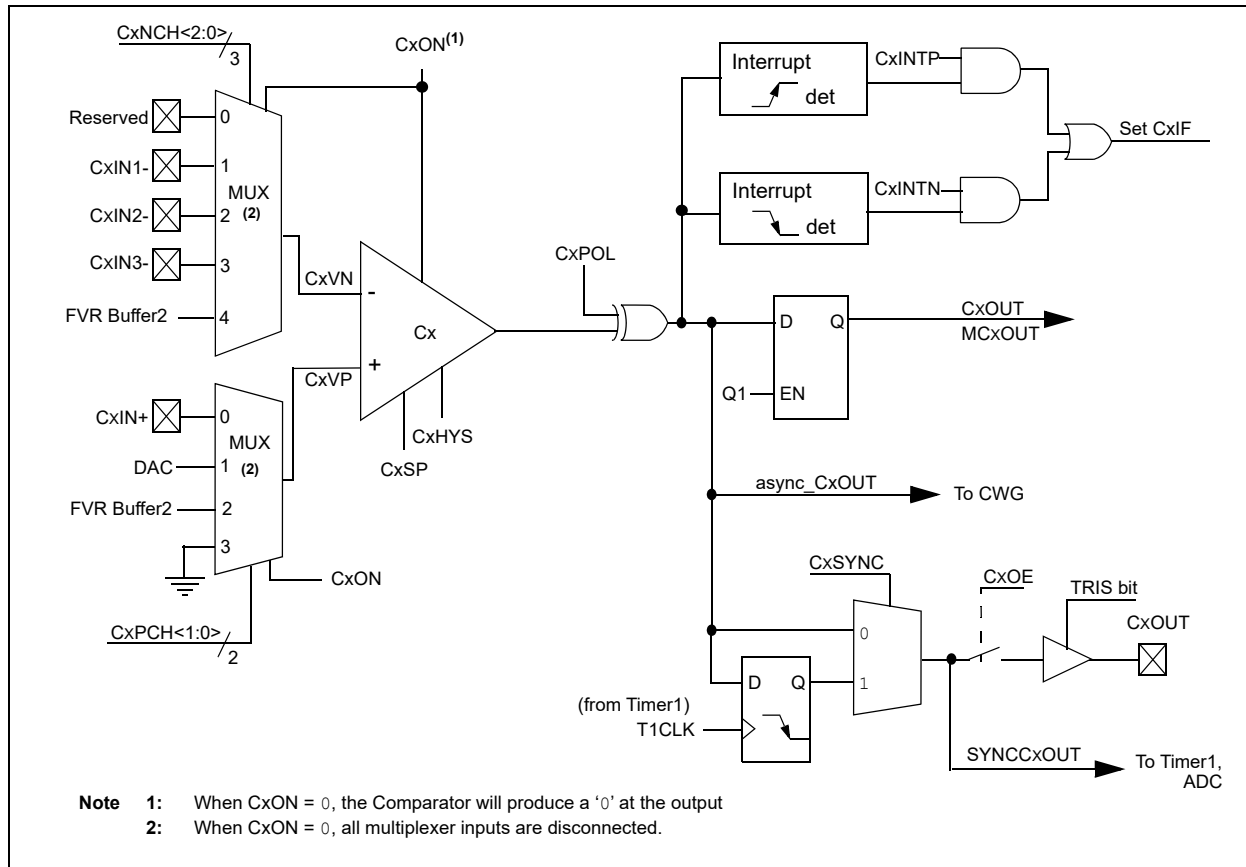 CxNCH<2:0>
3
CxON(1)
Reserved
0
CxIN1-
1
MUX
(2)
CxIN2-
2
CxIN3-
3
FVR Buffer2
4
CxVN
-
Cx
+
CxVP
CxHYS
CxSP
CxIN+
0
MUX
(2)
DAC
1
FVR Buffer2
2
3
CxON
CxPCH<1:0>
2
CxPOL
Interrupt
det
CxINTP
Interrupt
det
CxINTN
Set CxIF
D
Q
CxOUT
MCxOUT
Q1
EN
async_CxOUT
To CWG
CxSYNC
0
1
CxOE
TRIS bit
CxOUT
D
Q
(from Timer1)
T1CLK
SYNCCxOUT
To Timer1,
ADC
Note 1: When CxON = 0, the Comparator will produce a ‘0’ at the output
2: When CxON = 0, all multiplexer inputs are disconnected.